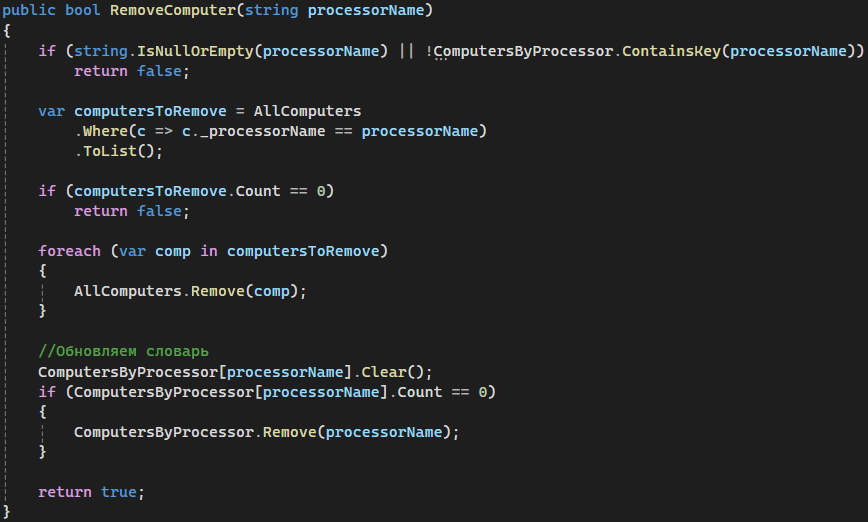 public bool RemoveComputer(string processorName)
{
    if (string.IsNullOrEmpty(processorName) || !ComputersByProcessor.ContainsKey(processorName))
        return false;

    var computersToRemove = AllComputers
        .Where(c => c._processorName == processorName)
        .ToList();

    if (computersToRemove.Count == 0)
        return false;

    foreach (var comp in computersToRemove)
    {
        AllComputers.Remove(comp);
    }

    //Обновляем словарь
    ComputersByProcessor[processorName].Clear();
    if (ComputersByProcessor[processorName].Count == 0)
    {
        ComputersByProcessor.Remove(processorName);
    }

    return true;
}